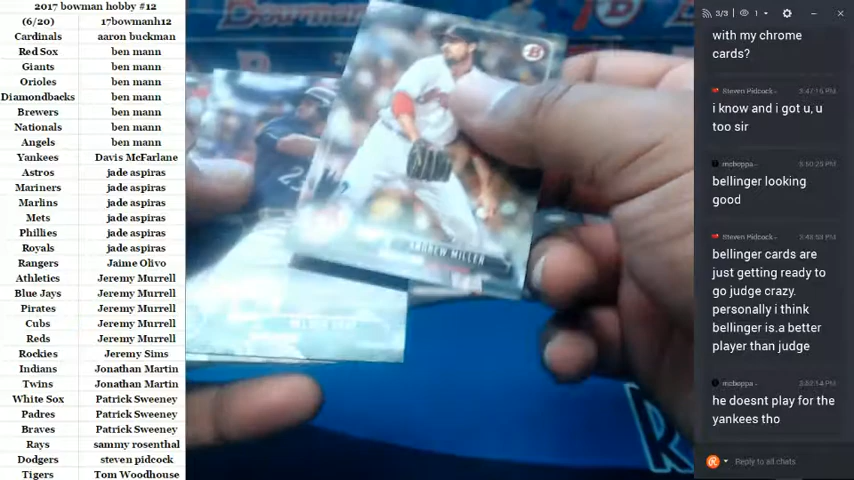 2017 bowman hobby #12
(6/20) 17bowmanh12
Cardinals aaron buckman
Red Sox ben mann
Giants ben mann
Orioles ben mann
Diamondbacks ben mann
Brewers ben mann
Nationals ben mann
Angels ben mann
Yankees Davis McFarlane
Astros jade aspiras
Mariners jade aspiras
Marlins jade aspiras
Mets jade aspiras
Phillies jade aspiras
Royals jade aspiras
Rangers Jaime Olivo
Athletics Jeremy Murrell
Blue Jays Jeremy Murrell
Pirates Jeremy Murrell
Cubs Jeremy Murrell
Reds Jeremy Murrell
Rockies Jeremy Sims
Indians Jonathan Martin
Twins Jonathan Martin
White Sox Patrick Sweeney
Padres Patrick Sweeney
Braves Patrick Sweeney
Rays sammy rosenthal
Dodgers steven pidcock
Tigers Tom Woodhouse
Bowman
ANDREW MILLER
3/3 1
with my chrome
cards?
Steven Pidcock
i know and i got u, u
too sir
mcboppa
bellinger looking
good
Steven Pidcock
bellinger cards are
just getting ready to
go judge crazy.
personally i think
bellinger is.a better
player than judge
mcboppa
he doesnt play for the
yankees tho
Reply to all chats